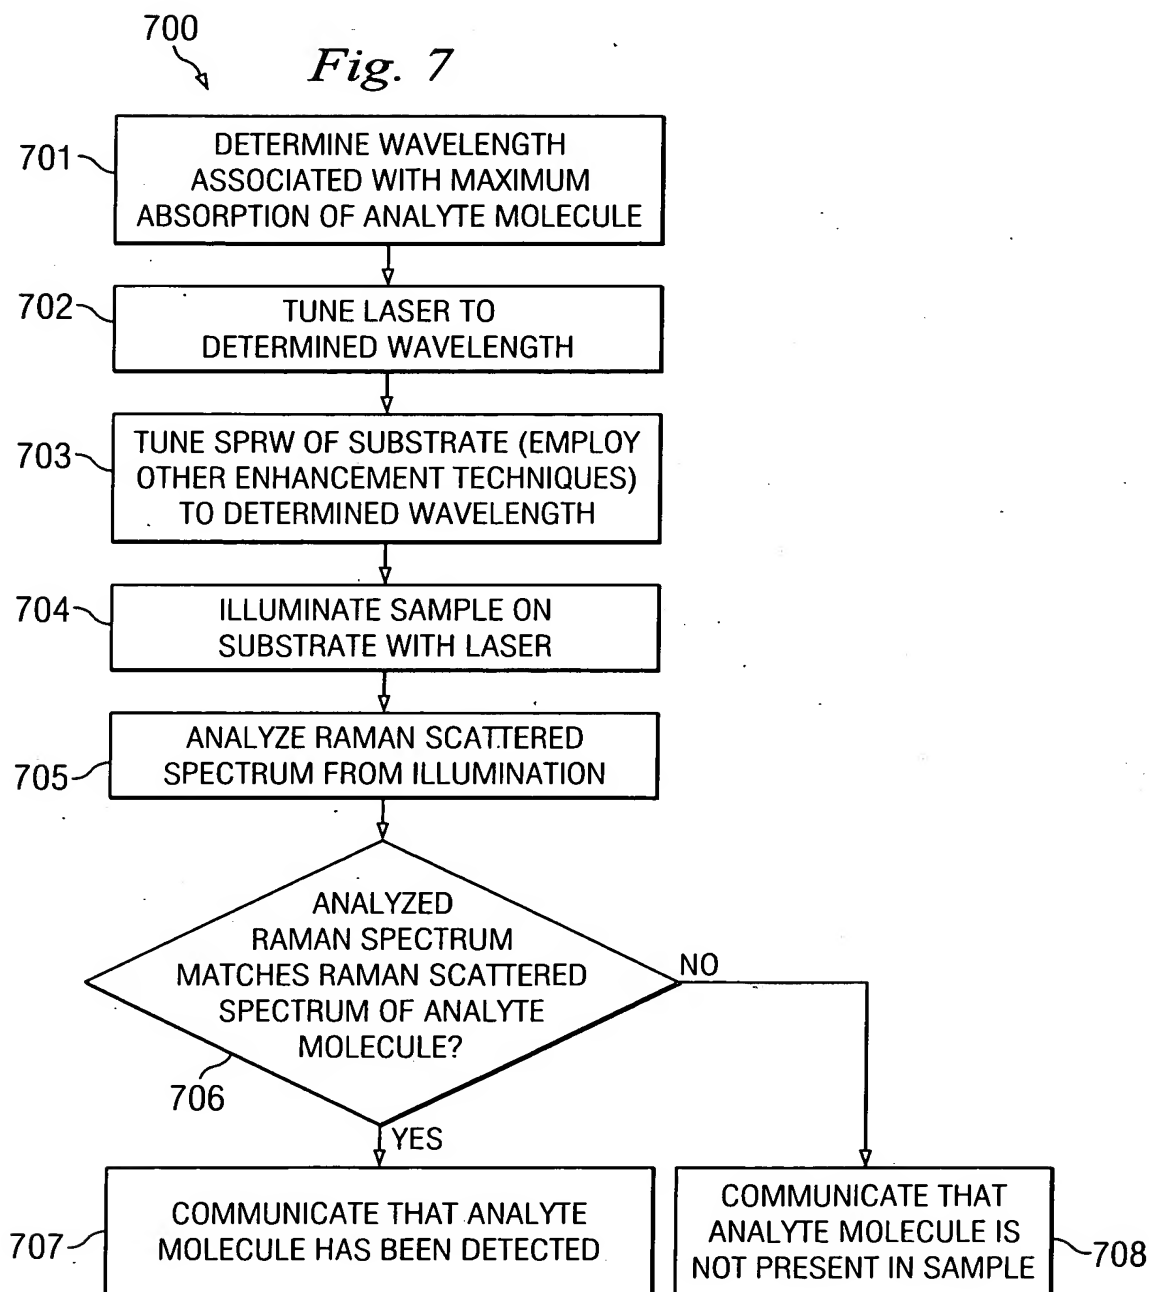 700
Fig. 7
701
DETERMINE WAVELENGTH
ASSOCIATED WITH MAXIMUM
ABSORPTION OF ANALYTE MOLECULE
702
TUNE LASER TO
DETERMINED WAVELENGTH
703
TUNE SPRW OF SUBSTRATE (EMPLOY
OTHER ENHANCEMENT TECHNIQUES)
TO DETERMINED WAVELENGTH
704
ILLUMINATE SAMPLE ON
SUBSTRATE WITH LASER
705
ANALYZE RAMAN SCATTERED
SPECTRUM FROM ILLUMINATION
ANALYZED
RAMAN SPECTRUM
MATCHES RAMAN SCATTERED
SPECTRUM OF ANALYTE
MOLECULE?
706
NO
YES
707
COMMUNICATE THAT ANALYTE
MOLECULE HAS BEEN DETECTED
COMMUNICATE THAT
ANALYTE MOLECULE IS
NOT PRESENT IN SAMPLE
708